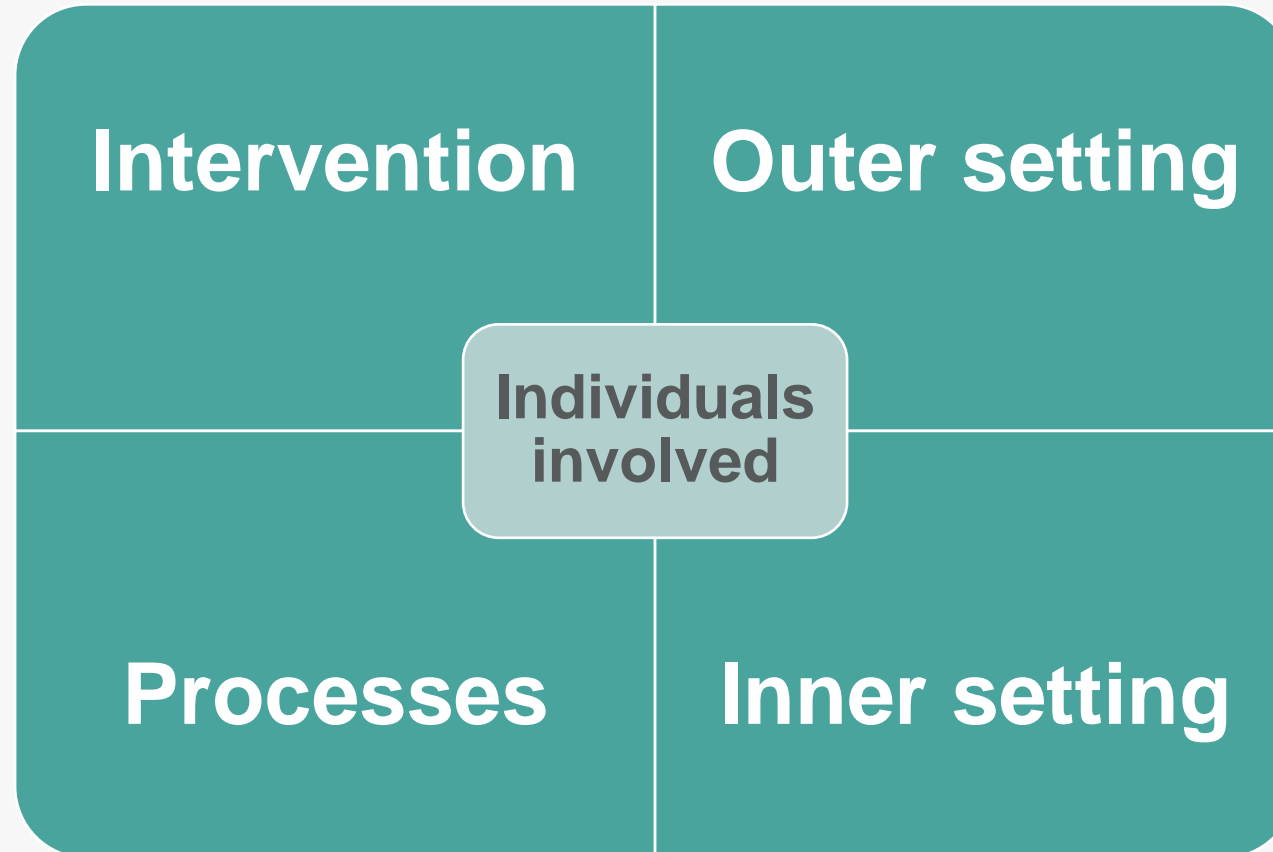 Intervention
Outer setting
Individuals
involved
Processes
Inner setting